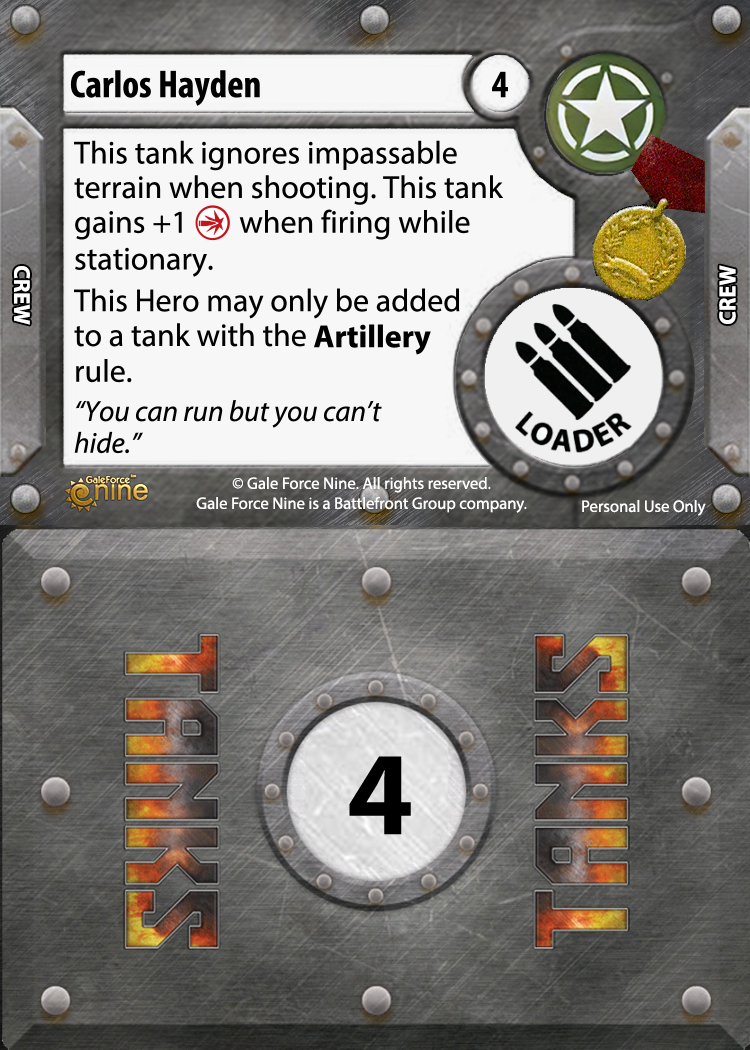 Carlos Hayden
4
This tank ignores impassable
terrain when shooting. This tank
gains +1 when firing while
stationary.
This Hero may only be added
to a tank with the Artillery
rule.
“You can run but you can’t
hide.”
CREW
CREW
LOADER
GaleForce™
nine
© Gale Force Nine. All rights reserved.
Gale Force Nine is a Battlefront Group company.
Personal Use Only
TANKS
4
TANKS